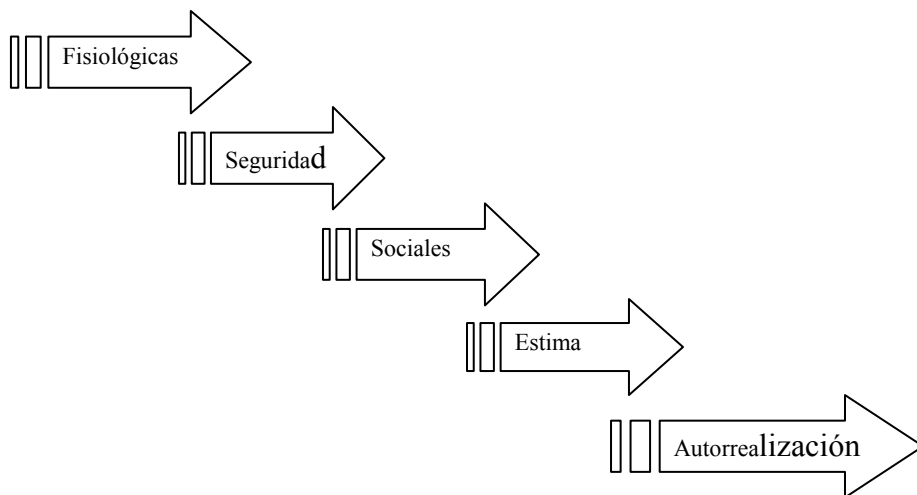 Fisiológicas
Seguridad
Sociales
Estima
Autorrealización